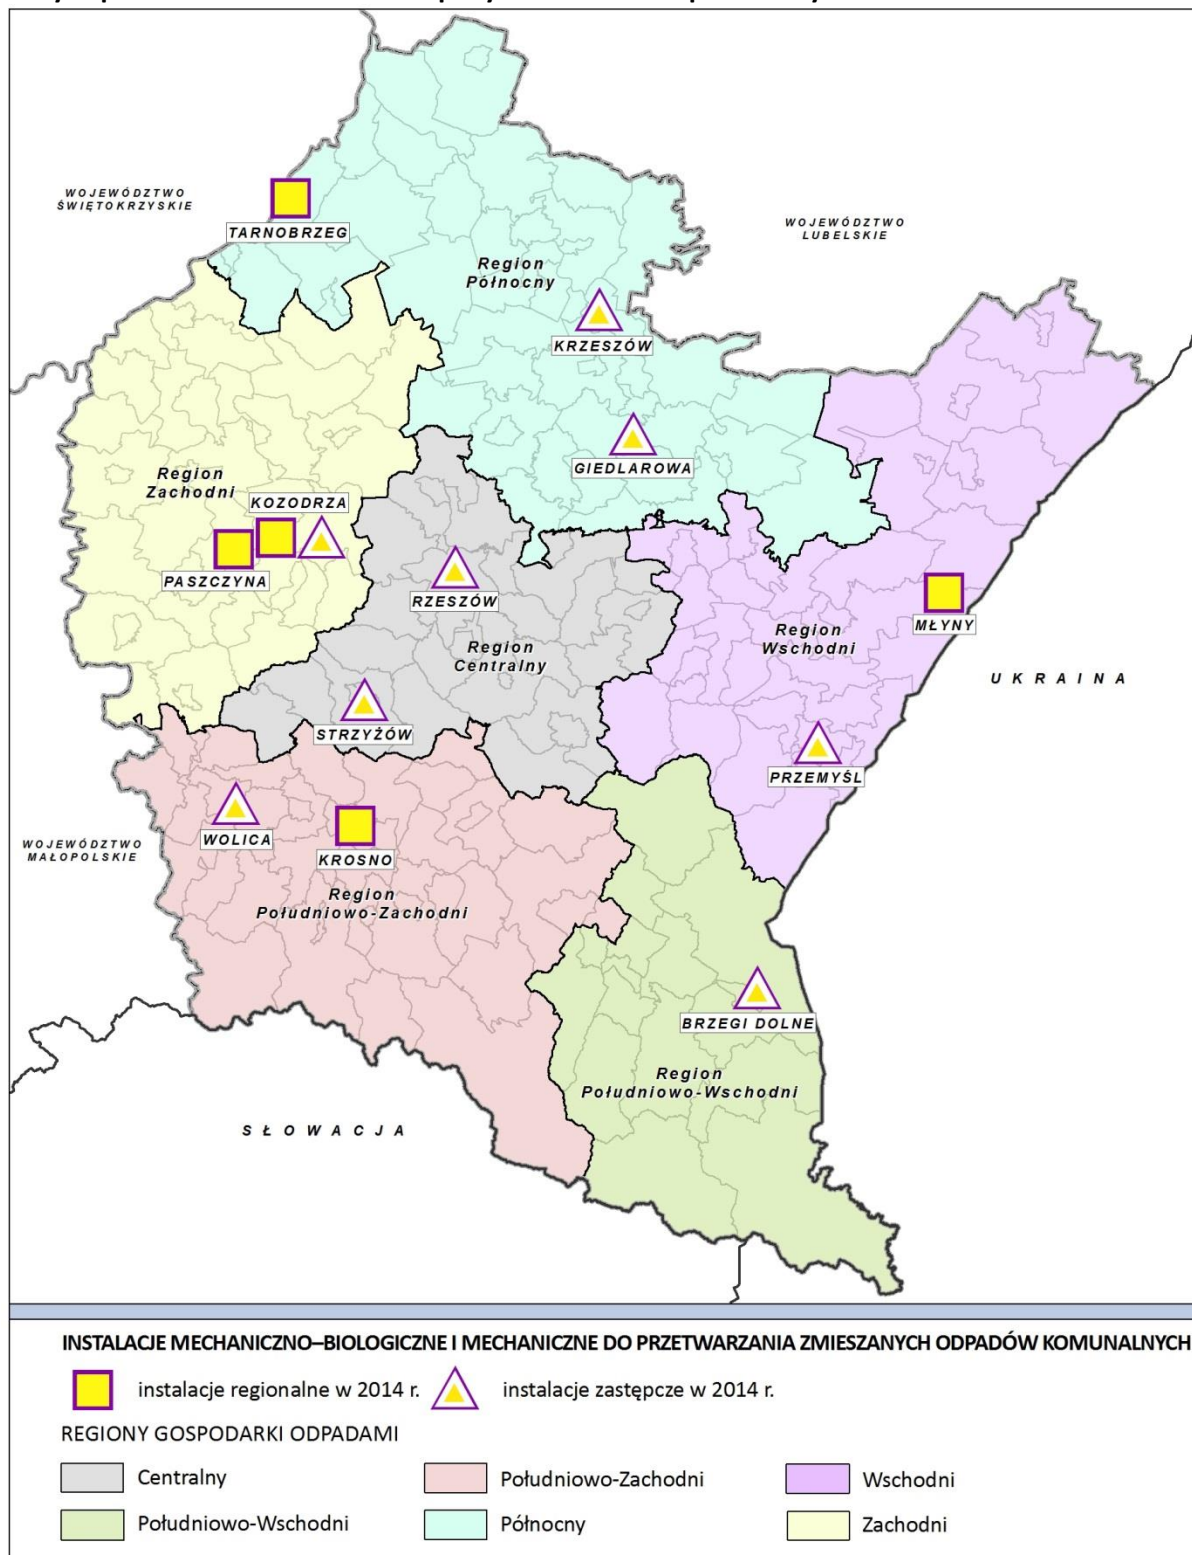 WOJEWÓDZTWO
ŚWIĘTOKRZYSKIE
TARNOBRZEG
WOJEWÓDZTWO
LUBELSKIE
Region
Północny
KRZESZÓW
GIEDLAROWA
Region
Zachodni
KOZODRZA
PASZCZYNA
RZESZÓW
Region
Centralny
STRZYŻÓW
Region
Wschodni
MŁYNY
UKRAINA
PRZEMYŚL
WOLICA
KROSNO
WOJEWÓDZTWO
MAŁOPOLSKIE
Region
Południowo-Zachodni
BRZEGI DOLNE
Region
Południowo-Wschodni
SŁOWACJA
INSTALACJE MECHANICZNO–BIOLOGICZNE I MECHANICZNE DO PRZETWARZANIA ZMIESZANYCH ODPADÓW KOMUNALNYCH
instalacje regionalne w 2014 r.
instalacje zastępcze w 2014 r.
REGIONY GOSPODARKI ODPADAMI
Centralny
Południowo-Zachodni
Wschodni
Południowo-Wschodni
Północny
Zachodni